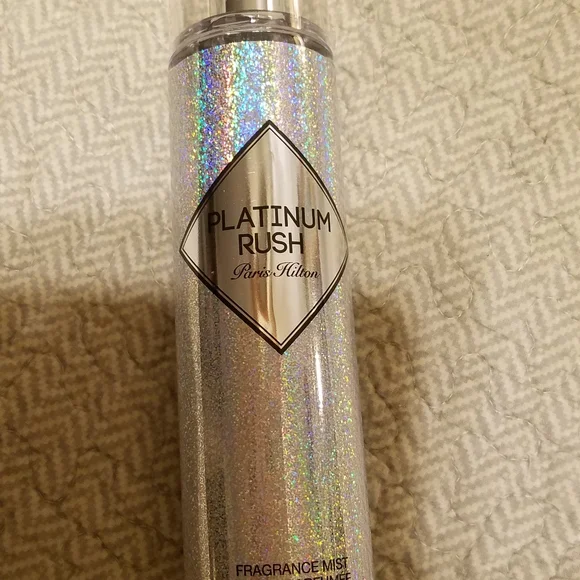 PLATINUM
RUSH
Paris Hilton
FRAGRANCE MIST